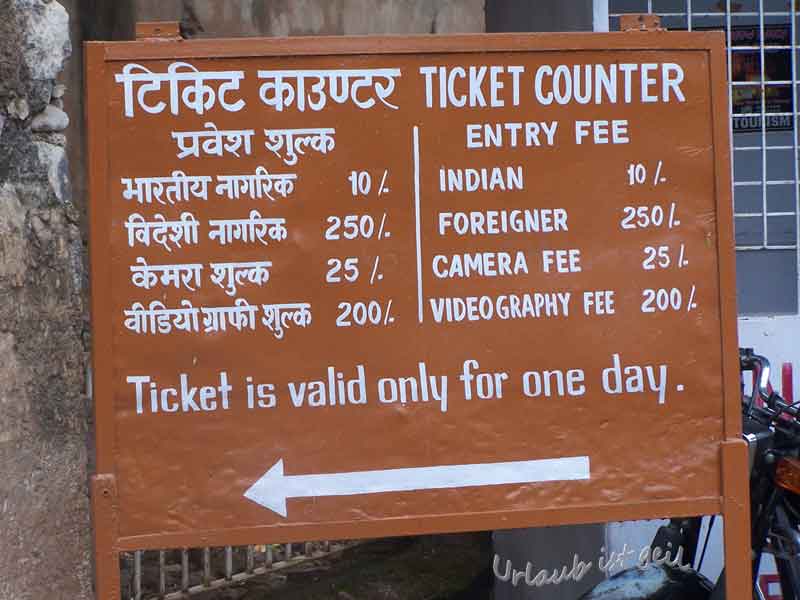 टिकिट काउण्टर TICKET COUNTER
प्रवेश शुल्क
भारतीय नागरिक 10/-
विदेशी नागरिक 250/-
केमरा शुल्क 25/-
वीडियोग्राफी शुल्क 200/-
ENTRY FEE
INDIAN 10/-
FOREIGNER 250/-
CAMERA FEE 25/-
VIDEOGRAPHY FEE 200/-
Ticket is valid only for one day.
TOURISM
Urlaub ist geil